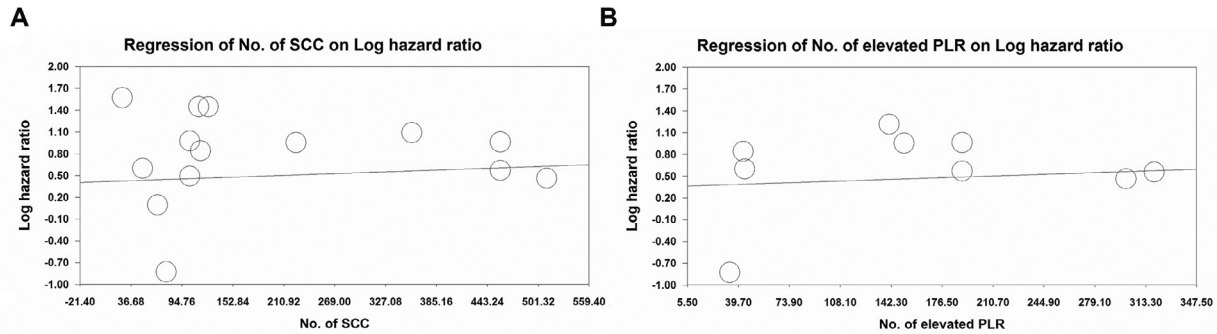 A
Regression of No. of SCC on Log hazard ratio
Log hazard ratio
2.00
1.70
1.40
1.10
0.80
0.50
0.20
-0.10
-0.40
-0.70
-1.00
-21.40 36.68 94.76 152.84 210.92 269.00 327.08 385.16 443.24 501.32 559.40
No. of SCC
B
Regression of No. of elevated PLR on Log hazard ratio
Log hazard ratio
2.00
1.70
1.40
1.10
0.80
0.50
0.20
-0.10
-0.40
-0.70
-1.00
5.50 39.70 73.90 108.10 142.30 176.50 210.70 244.90 279.10 313.30 347.50
No. of elevated PLR